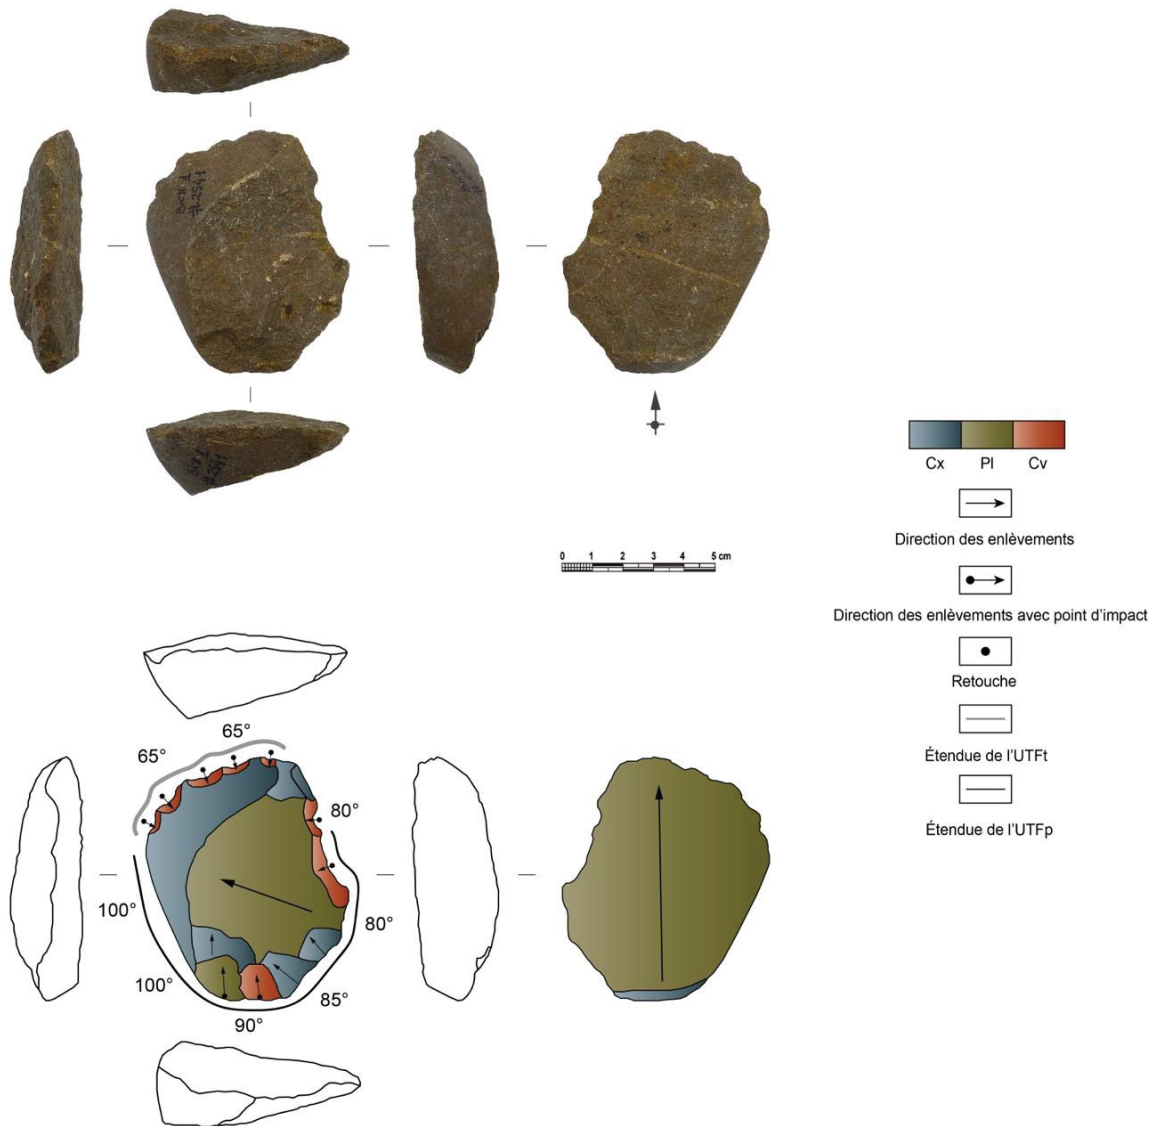 Cx Pl Cv
Direction des enlèvements
0 1 2 3 4 5 cm
Direction des enlèvements avec point d'impact
Retouche
Étendue de l'UTFt
Étendue de l'UTFp
65°
65°
80°
100°
80°
100°
85°
90°